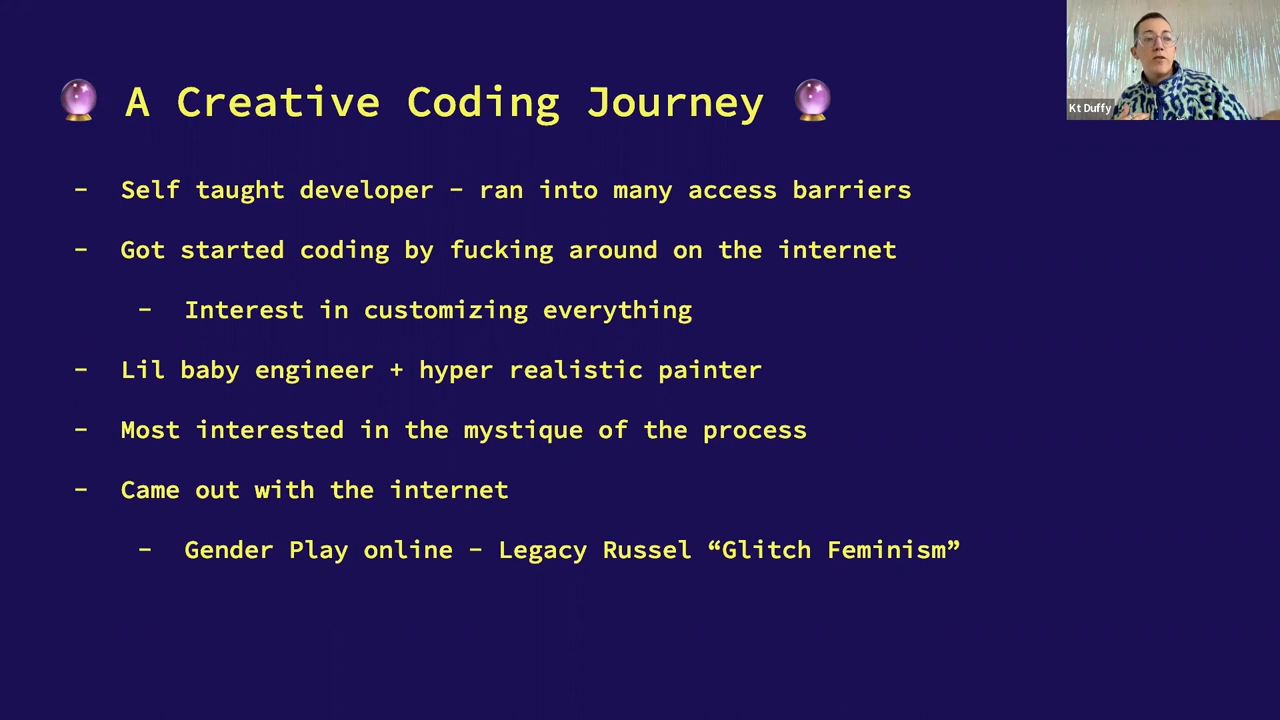 A Creative Coding Journey
Kt Duffy
- Self taught developer - ran into many access barriers
- Got started coding by fucking around on the internet
- Interest in customizing everything
- Lil baby engineer + hyper realistic painter
- Most interested in the mystique of the process
- Came out with the internet
- Gender Play online - Legacy Russel “Glitch Feminism”